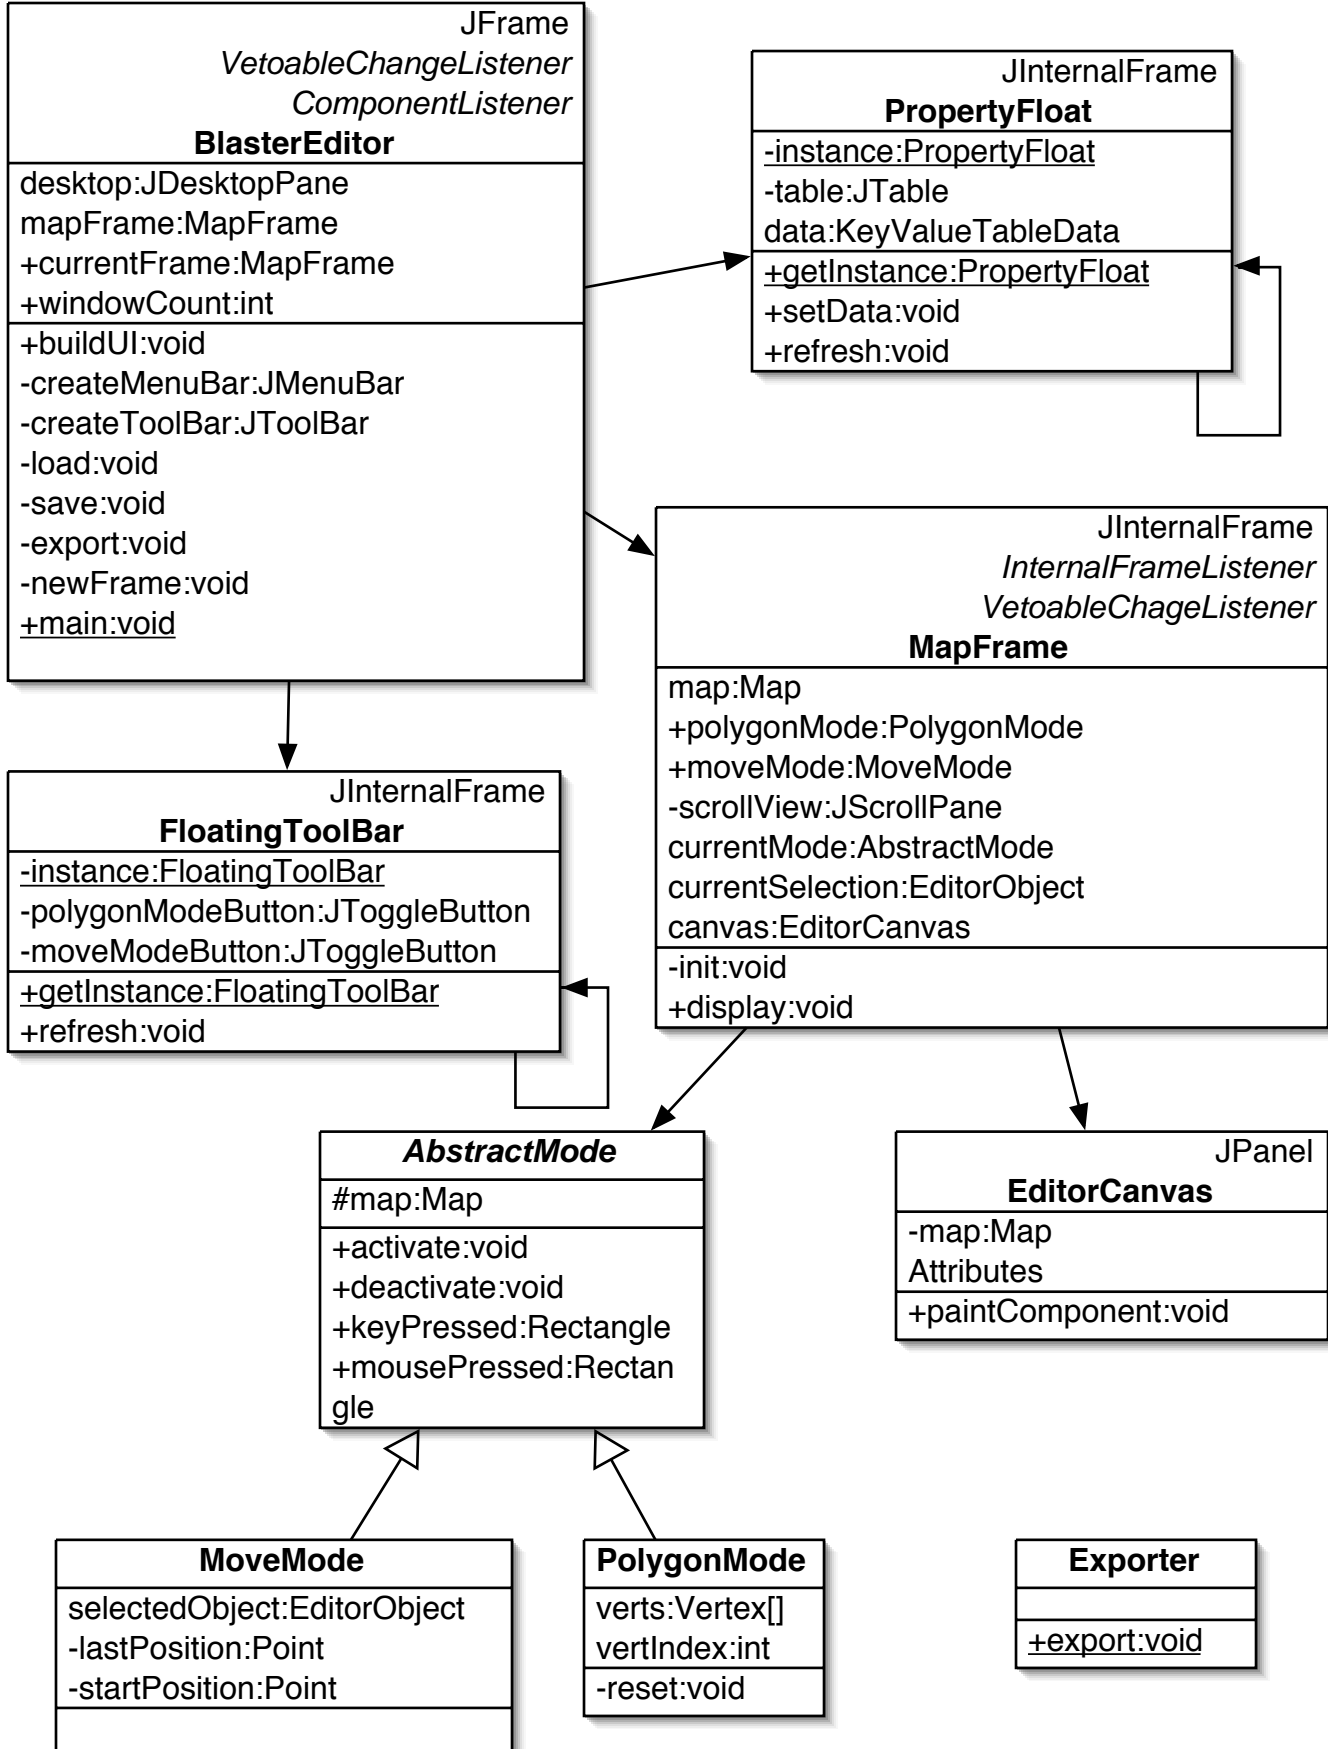 JFrame
VetoableChangeListener
ComponentListener
BlasterEditor
desktop:JDesktopPane
mapFrame:MapFrame
+currentFrame:MapFrame
+windowCount:int
+buildUI:void
-createMenuBar:JMenuBar
-createToolBar:JToolBar
-load:void
-save:void
-export:void
-newFrame:void
+main:void
JInternalFrame
PropertyFloat
-instance:PropertyFloat
-table:JTable
data:KeyValueTableData
+getInstance:PropertyFloat
+setData:void
+refresh:void
JInternalFrame
InternalFrameListener
VetoableChageListener
MapFrame
map:Map
+polygonMode:PolygonMode
+moveMode:MoveMode
-scrollView:JScrollPane
currentMode:AbstractMode
currentSelection:EditorObject
canvas:EditorCanvas
-init:void
+display:void
JInternalFrame
FloatingToolBar
-instance:FloatingToolBar
-polygonModeButton:JToggleButton
-moveModeButton:JToggleButton
+getInstance:FloatingToolBar
+refresh:void
AbstractMode
#map:Map
+activate:void
+deactivate:void
+keyPressed:Rectangle
+mousePressed:Rectan
gle
JPanel
EditorCanvas
-map:Map
Attributes
+paintComponent:void
MoveMode
selectedObject:EditorObject
-lastPosition:Point
-startPosition:Point
PolygonMode
verts:Vertex[]
vertIndex:int
-reset:void
Exporter
+export:void